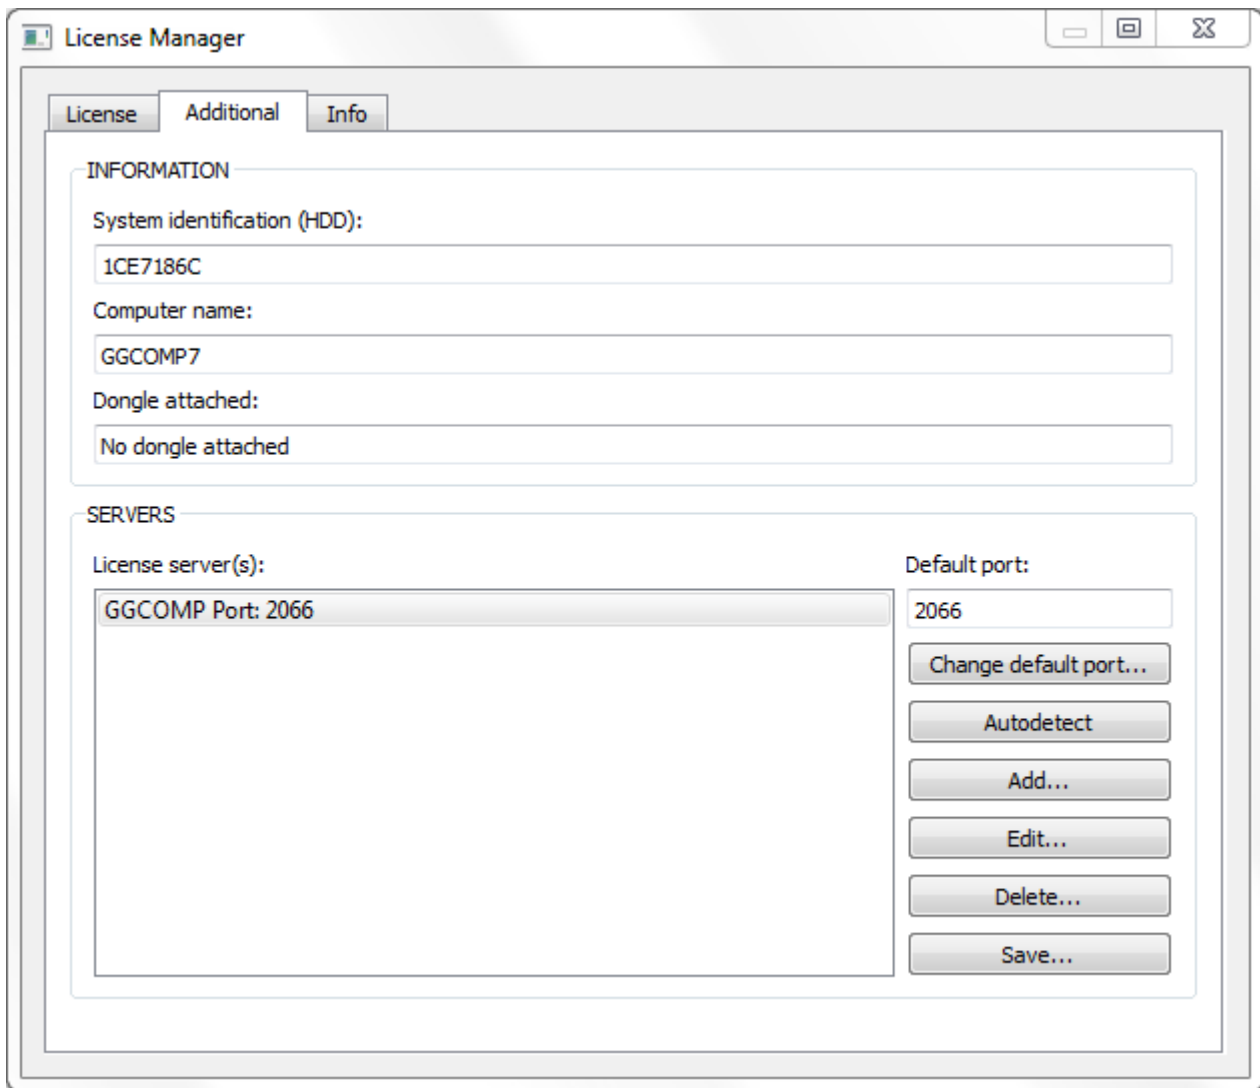 License Manager
License Additional Info
INFORMATION
System identification (HDD):
1CE7186C
Computer name:
GGCOMP7
Dongle attached:
No dongle attached
SERVERS
License server(s): Default port:
GGCOMP Port: 2066 2066
Change default port...
Autodetect
Add...
Edit...
Delete...
Save...